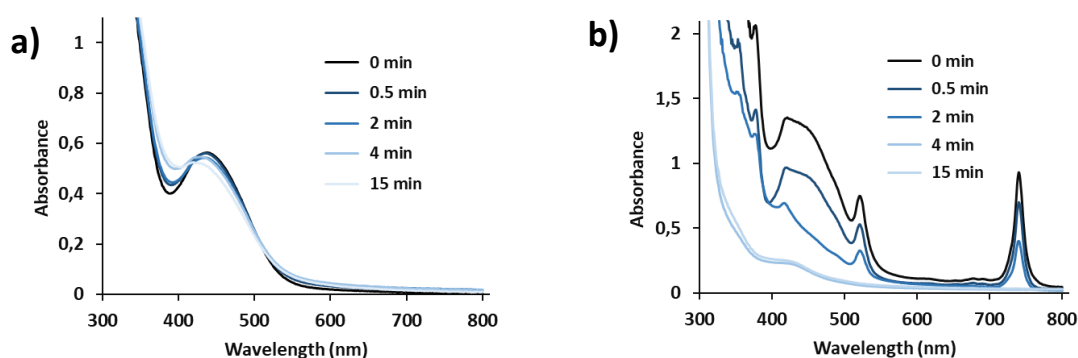 a)
1
0,8
0,6
0,4
0,2
0
300 400 500 600 700 800
Absorbance
Wavelength (nm)
0 min
0.5 min
2 min
4 min
15 min
b)
2
1,5
1
0,5
0
300 400 500 600 700 800
Absorbance
Wavelength (nm)
0 min
0.5 min
2 min
4 min
15 min